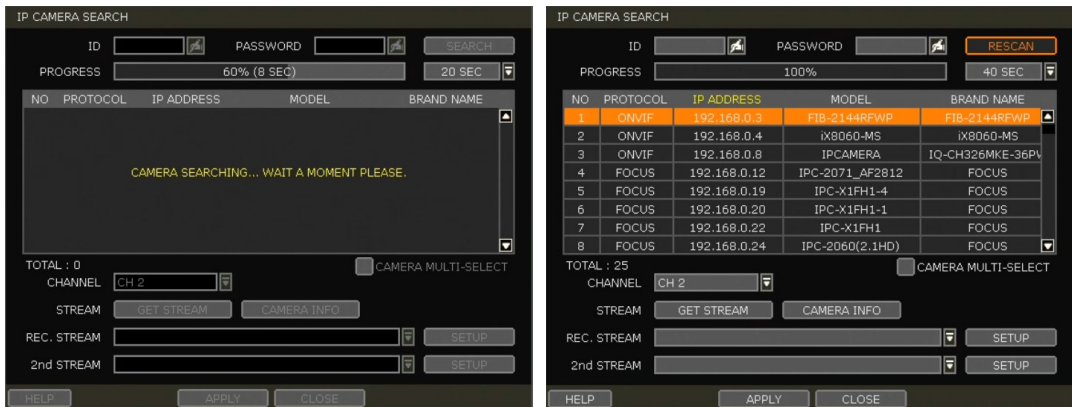 IP CAMERA SEARCH
ID PASSWORD SEARCH
PROGRESS 60% (8 SEC) 20 SEC
NO PROTOCOL IP ADDRESS MODEL BRAND NAME
CAMERA SEARCHING... WAIT A MOMENT PLEASE.
TOTAL : 0 CAMERA MULTI-SELECT
CHANNEL CH 2
STREAM GET STREAM CAMERA INFO
REC. STREAM SETUP
2nd STREAM SETUP
HELP APPLY CLOSE
IP CAMERA SEARCH
ID PASSWORD RESCAN
PROGRESS 100% 40 SEC
NO PROTOCOL IP ADDRESS MODEL BRAND NAME
1 ONVIF 192.168.0.3 FIB-2144RFWP FIB-2144RFWP
2 ONVIF 192.168.0.4 iX8060-MS iX8060-MS
3 ONVIF 192.168.0.8 IPCAMERA IQ-CH326MKE-36PV
4 FOCUS 192.168.0.12 IPC-2071_AF2812 FOCUS
5 FOCUS 192.168.0.19 IPC-X1FH1-4 FOCUS
6 FOCUS 192.168.0.20 IPC-X1FH1-1 FOCUS
7 FOCUS 192.168.0.22 IPC-X1FH1 FOCUS
8 FOCUS 192.168.0.24 IPC-2060(2.1HD) FOCUS
TOTAL : 25 CAMERA MULTI-SELECT
CHANNEL CH 2
STREAM GET STREAM CAMERA INFO
REC. STREAM SETUP
2nd STREAM SETUP
HELP APPLY CLOSE